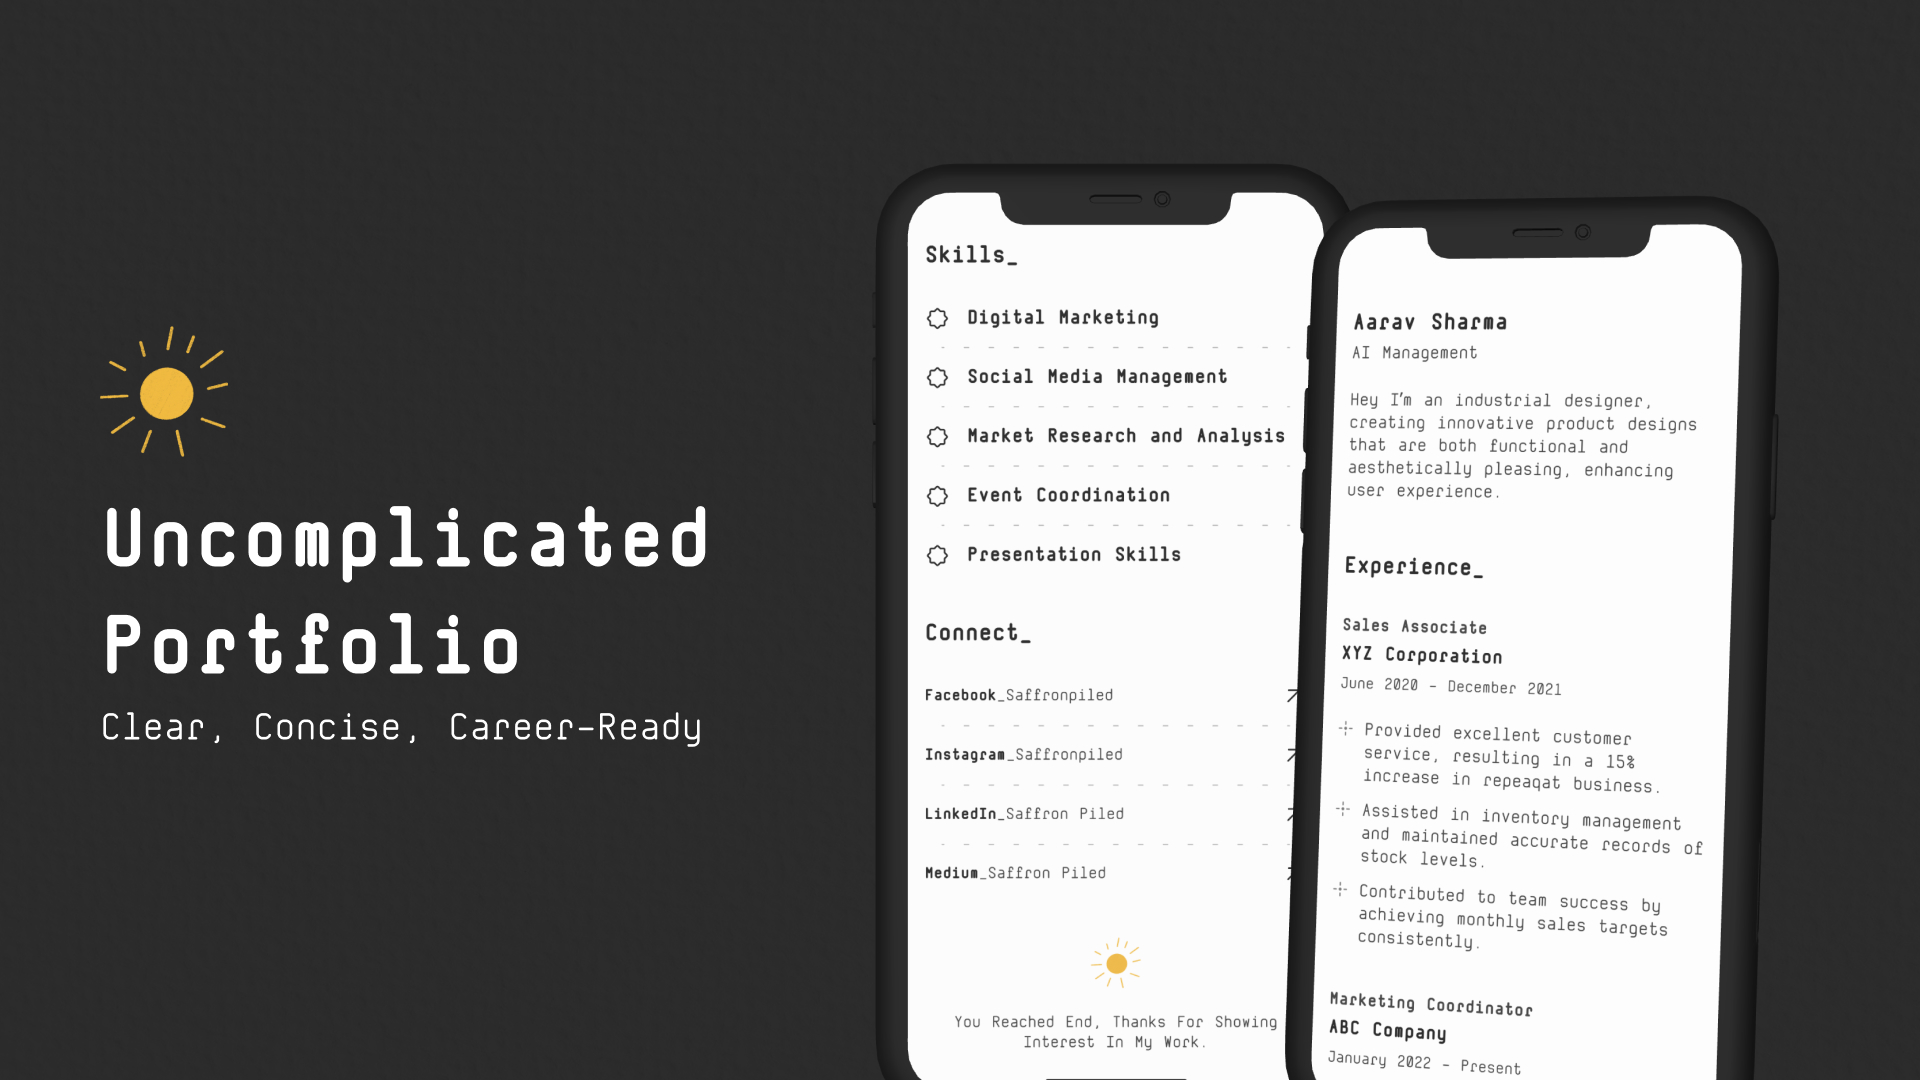 Uncomplicated
Portfolio
Clear, Concise, Career-Ready
Skills_
Digital Marketing
Social Media Management
Market Research and Analysis
Event Coordination
Presentation Skills
Connect_
Facebook_Saffronpiled
Instagram_Saffronpiled
LinkedIn_Saffron Piled
Medium_Saffron Piled
You Reached End, Thanks For Showing
Interest In My Work.
Aarav Sharma
AI Management
Hey I'm an industrial designer,
creating innovative product designs
that are both functional and
aesthetically pleasing, enhancing
user experience.
Experience_
Sales Associate
XYZ Corporation
June 2020 - December 2021
Provided excellent customer
service, resulting in a 15%
increase in repeaqat business.
Assisted in inventory management
and maintained accurate records of
stock levels.
Contributed to team success by
achieving monthly sales targets
consistently.
Marketing Coordinator
ABC Company
January 2022 - Present